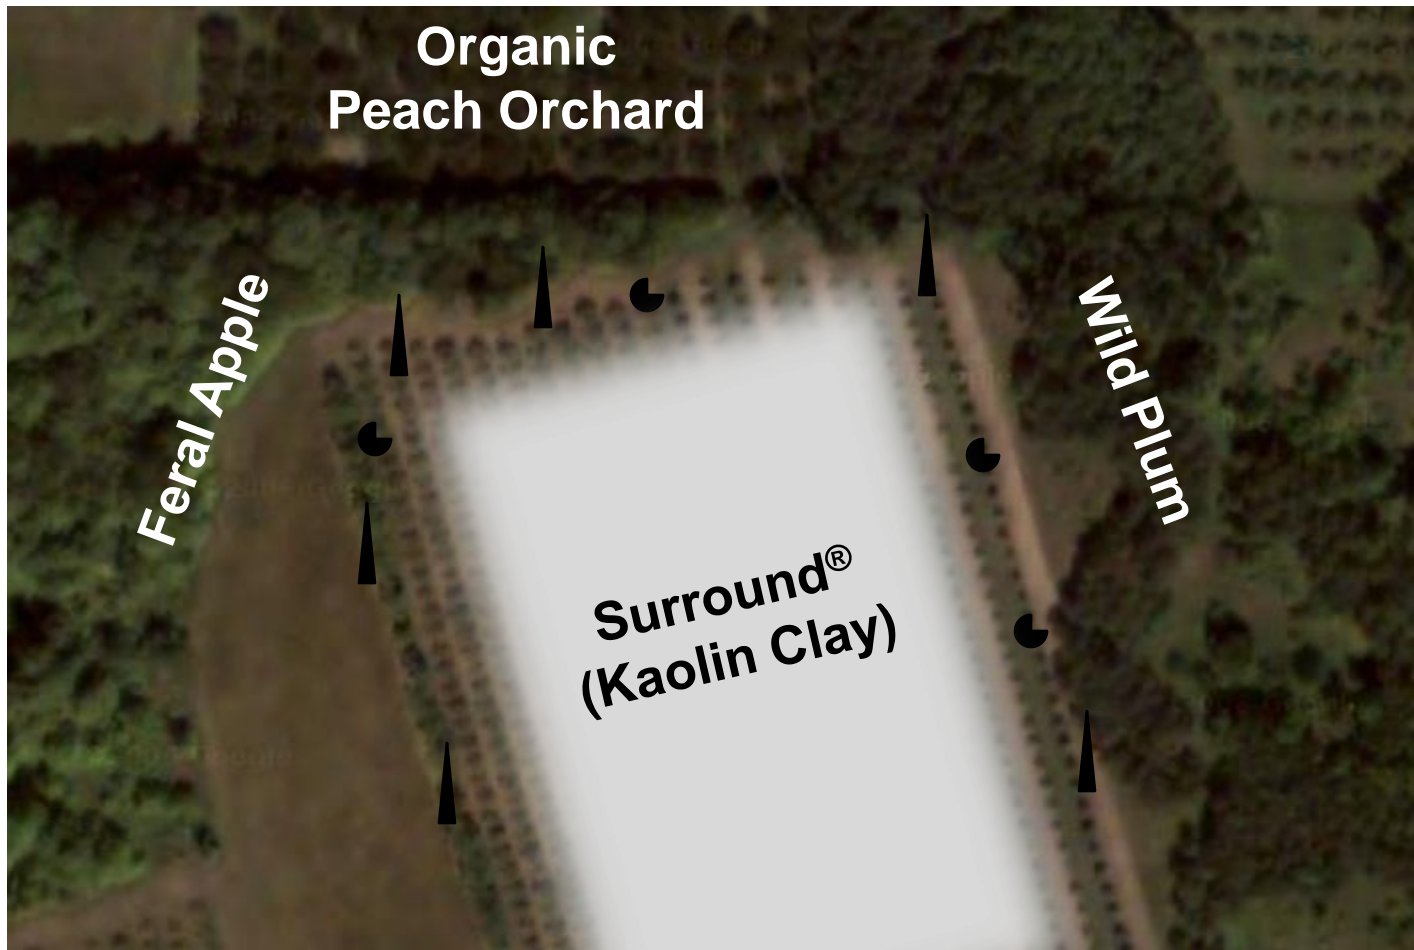 Organic
Peach Orchard
Feral Apple
Wild Plum
Surround®
(Kaolin Clay)